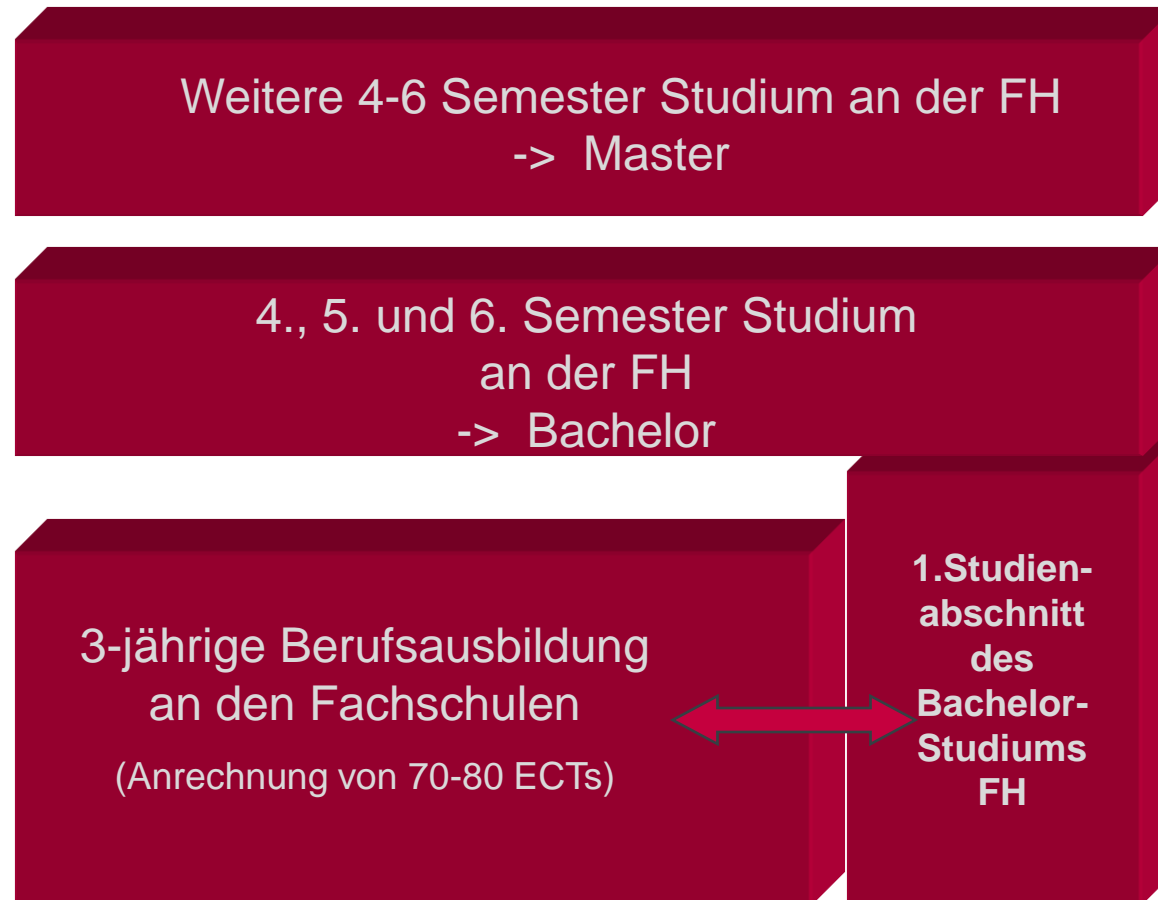 Weitere 4-6 Semester Studium an der FH
-> Master
4., 5. und 6. Semester Studium
an der FH
-> Bachelor
3-jährige Berufsausbildung
an den Fachschulen
(Anrechnung von 70-80 ECTs)
1.Studien-
abschnitt
des
Bachelor-
Studiums
FH